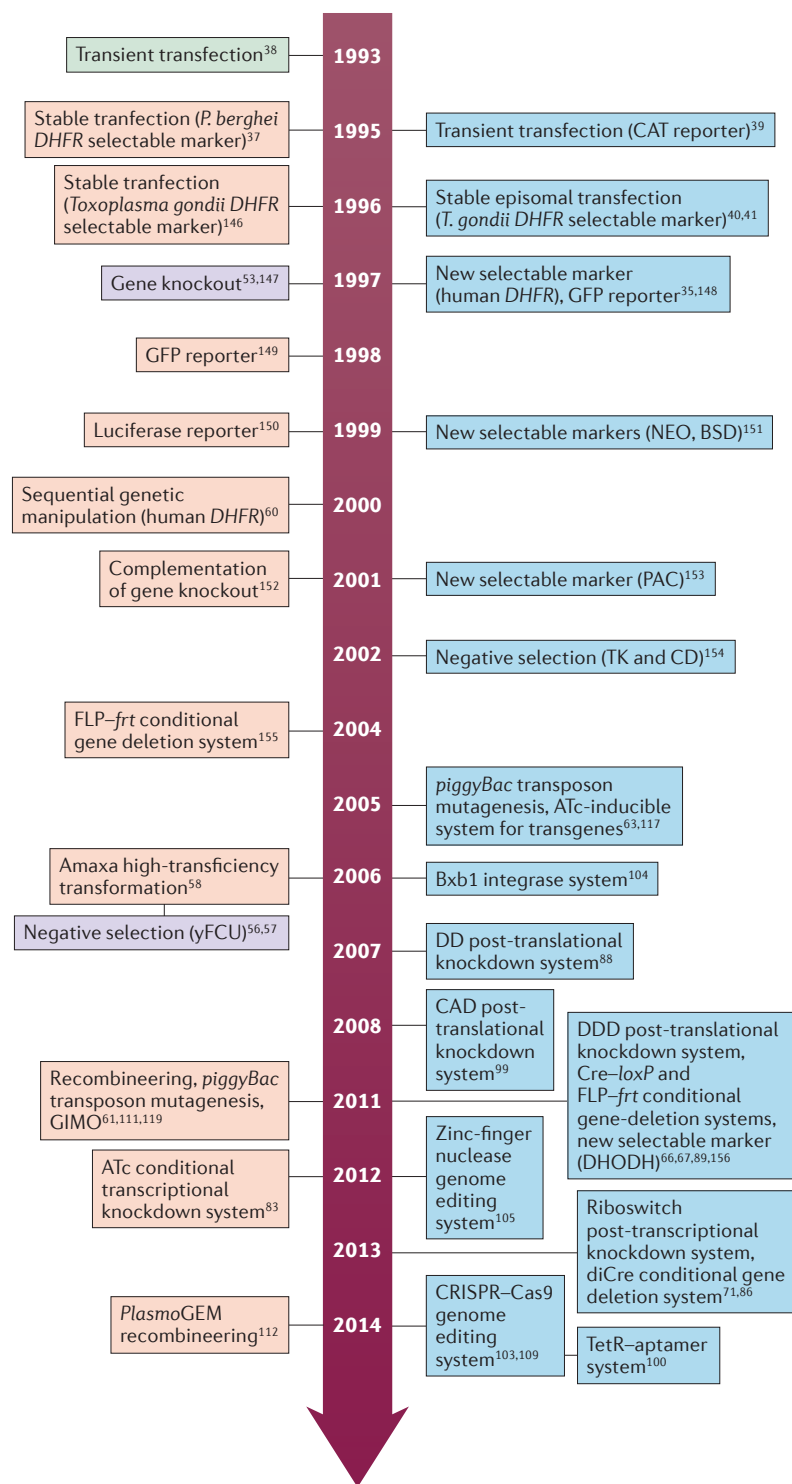 Transient transfection38
1993
Stable tranfection (P. berghei
DHFR selectable marker)37
1995
Transient transfection (CAT reporter)39
Stable tranfection
(Toxoplasma gondii DHFR
selectable marker)146
1996
Stable episomal transfection
(T. gondii DHFR selectable marker)40,41
Gene knockout53,147
1997
New selectable marker
(human DHFR), GFP reporter35,148
GFP reporter149
1998
Luciferase reporter150
1999
New selectable markers (NEO, BSD)151
Sequential genetic
manipulation (human DHFR)60
2000
Complementation
of gene knockout152
2001
New selectable marker (PAC)153
2002
Negative selection (TK and CD)154
FLP–frt conditional
gene deletion system155
2004
2005
piggyBac transposon
mutagenesis, ATc-inducible
system for transgenes63,117
Amaxa high-transficiency
transformation58
2006
Bxb1 integrase system104
Negative selection (yFCU)56,57
2007
DD post-translational
knockdown system88
2008
CAD post-
translational
knockdown
system99
Recombineering, piggyBac
transposon mutagenesis,
GIMO61,111,119
2011
DDD post-translational
knockdown system,
Cre–loxP and
FLP–frt conditional
gene-deletion systems,
new selectable marker
(DHODH)66,67,89,156
ATc conditional
transcriptional
knockdown system83
2012
Zinc-finger
nuclease
genome
editing
system105
2013
Riboswitch
post-transcriptional
knockdown system,
diCre conditional gene
deletion system71,86
PlasmoGEM
recombineering112
2014
CRISPR–Cas9
genome
editing
system103,109
TetR–aptamer
system100